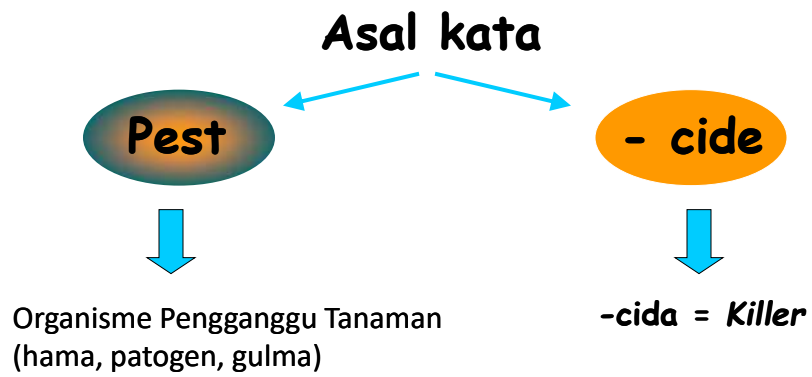 Asal kata
Pest
- cide
Organisme Pengganggu Tanaman
(hama, patogen, gulma)
-cida = Killer